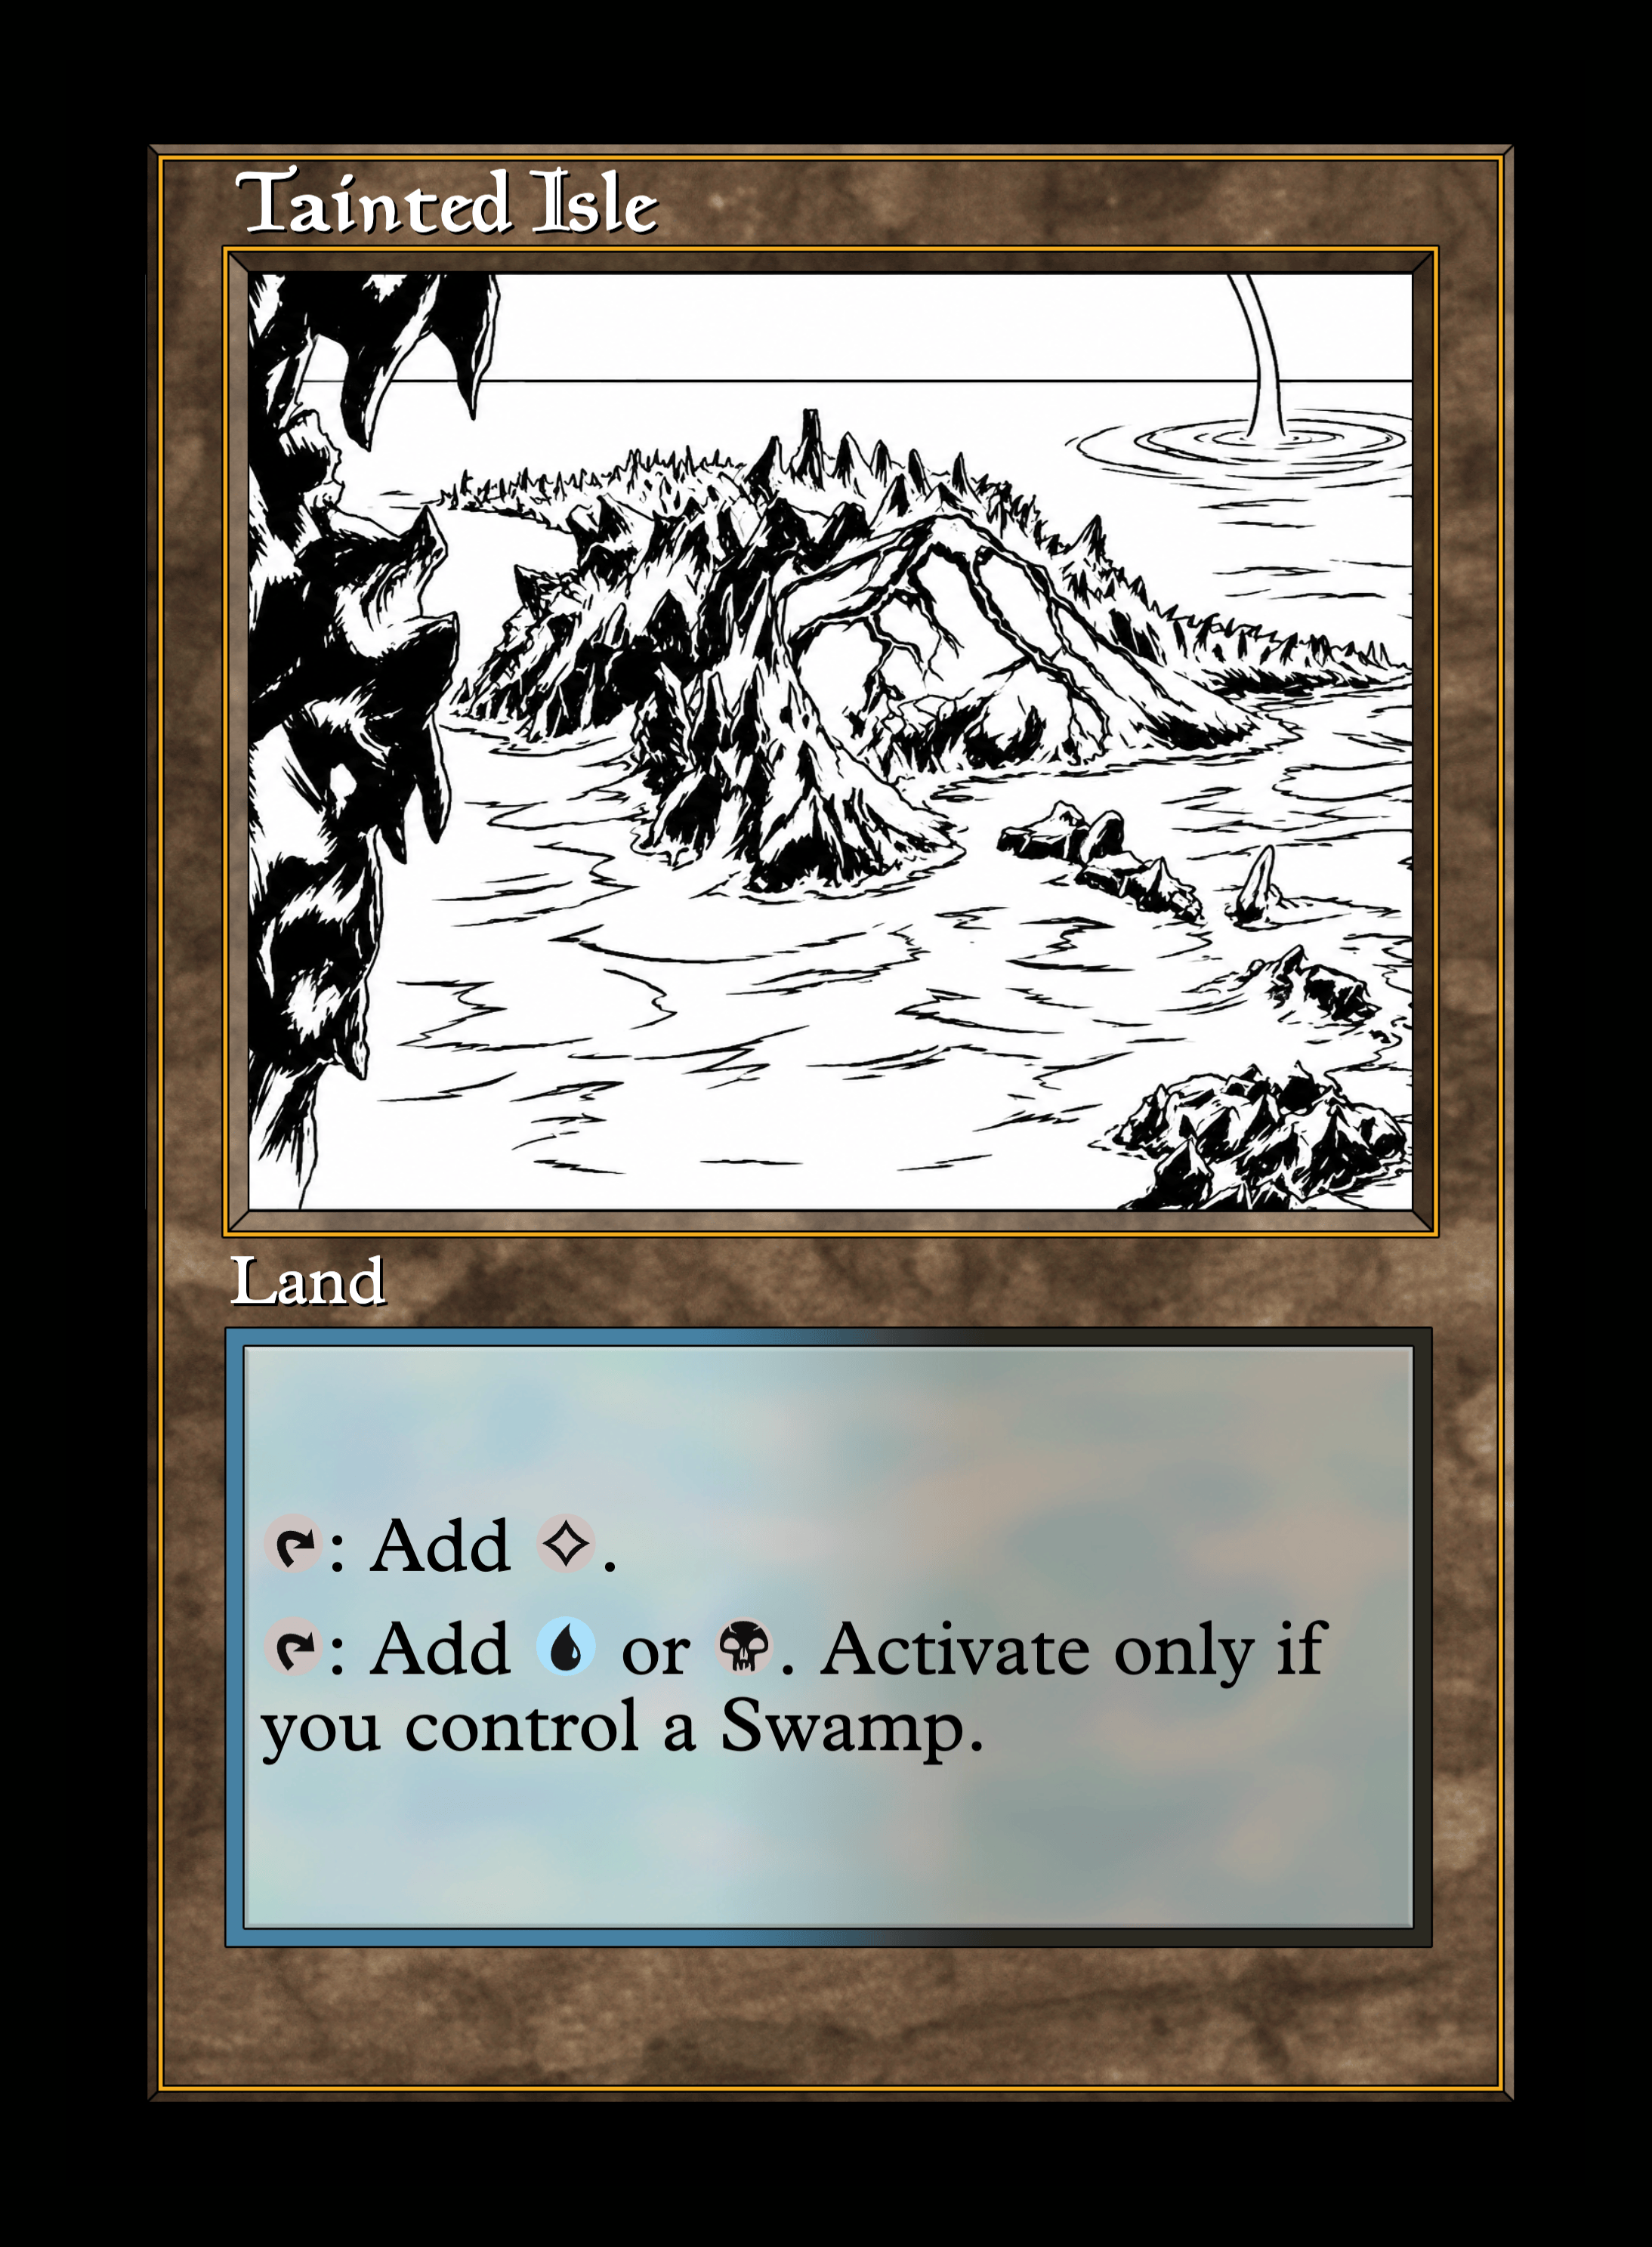 Tainted Isle
Land
: Add .
: Add or . Activate only if
you control a Swamp.